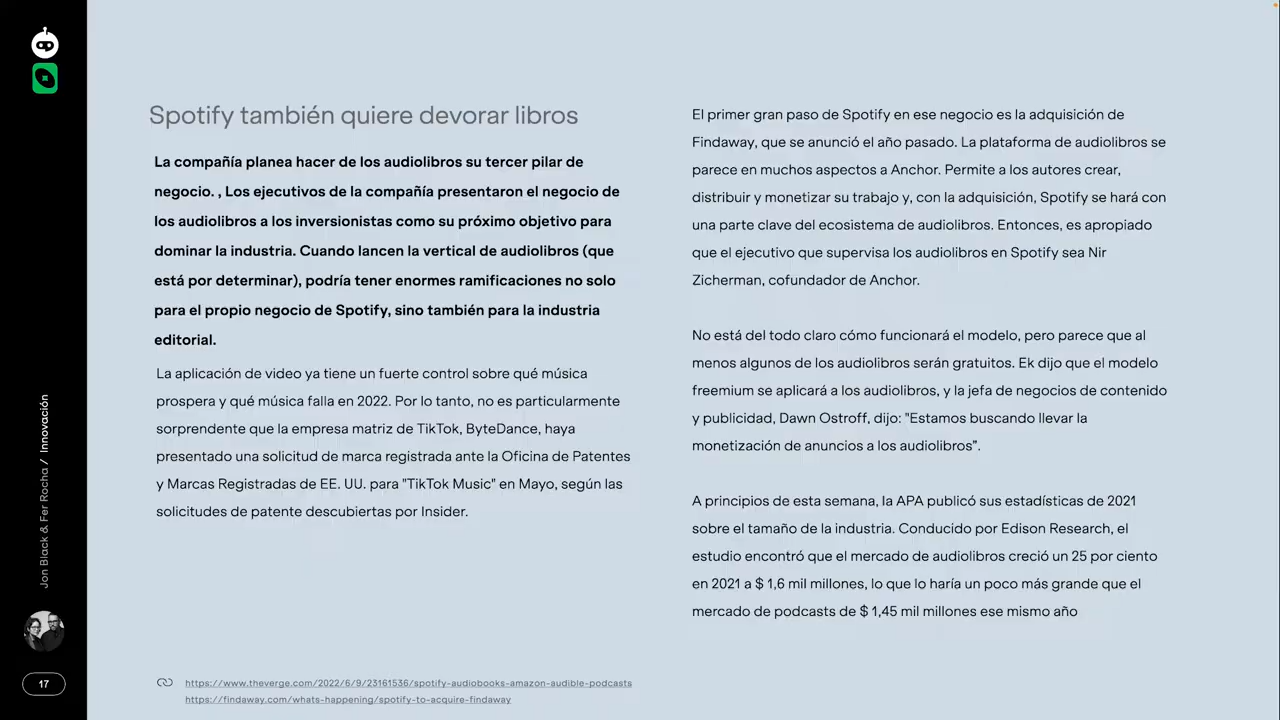 Spotify también quiere devorar libros
La compañía planea hacer de los audiolibros su tercer pilar de
negocio. , Los ejecutivos de la compañía presentaron el negocio de
los audiolibros a los inversionistas como su próximo objetivo para
dominar la industria. Cuando lancen la vertical de audiolibros (que
está por determinar), podría tener enormes ramificaciones no solo
para el propio negocio de Spotify, sino también para la industria
editorial.
La aplicación de video ya tiene un fuerte control sobre qué música
prospera y qué música falla en 2022. Por lo tanto, no es particularmente
sorprendente que la empresa matriz de TikTok, ByteDance, haya
presentado una solicitud de marca registrada ante la Oficina de Patentes
y Marcas Registradas de EE. UU. para "TikTok Music" en Mayo, según las
solicitudes de patente descubiertas por Insider.
El primer gran paso de Spotify en ese negocio es la adquisición de
Findaway, que se anunció el año pasado. La plataforma de audiolibros se
parece en muchos aspectos a Anchor. Permite a los autores crear,
distribuir y monetizar su trabajo y, con la adquisición, Spotify se hará con
una parte clave del ecosistema de audiolibros. Entonces, es apropiado
que el ejecutivo que supervisa los audiolibros en Spotify sea Nir
Zicherman, cofundador de Anchor.
No está del todo claro cómo funcionará el modelo, pero parece que al
menos algunos de los audiolibros serán gratuitos. Ek dijo que el modelo
freemium se aplicará a los audiolibros, y la jefa de negocios de contenido
y publicidad, Dawn Ostroff, dijo: "Estamos buscando llevar la
monetización de anuncios a los audiolibros".
A principios de esta semana, la APA publicó sus estadísticas de 2021
sobre el tamaño de la industria. Conducido por Edison Research, el
estudio encontró que el mercado de audiolibros creció un 25 por ciento
en 2021 a $ 1,6 mil millones, lo que lo haría un poco más grande que el
mercado de podcasts de $ 1,45 mil millones ese mismo año
https://www.theverge.com/2022/6/9/23161536/spotify-audiobooks-amazon-audible-podcasts
https://findaway.com/whats-happening/spotify-to-acquire-findaway
Jon Black & Fer Rocha / Innovación
17